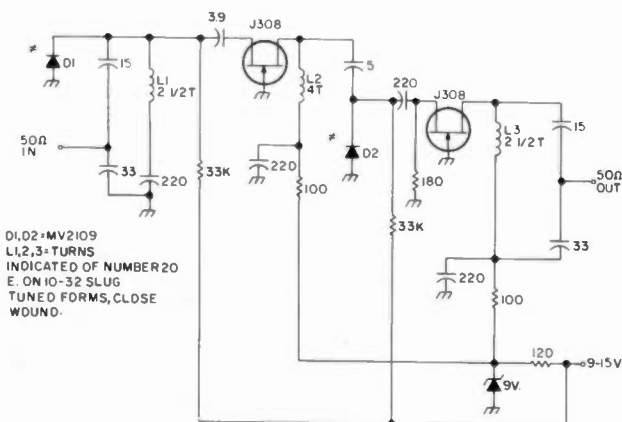 3.9
J308
*
D1
15
L1
2 1/2T
L2
4T
5
220
J308
50Ω
IN
33
220
33K
220
100
*
D2
180
33K
L3
2 1/2T
15
50Ω
OUT
33
220
100
120
9-15V
9V.
D1,D2=MV2109
L1,2,3=TURNS
INDICATED OF NUMBER 20
E. ON 10-32 SLUG
TUNED FORMS, CLOSE
WOUND.